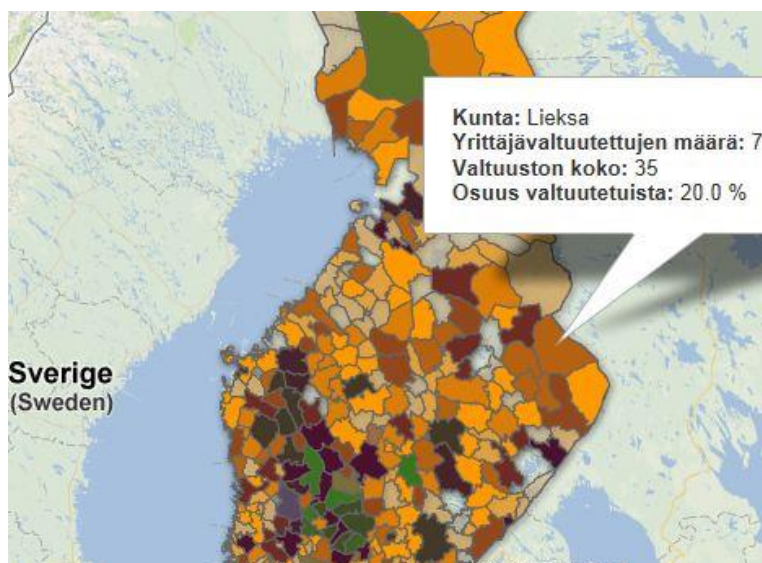 Kunta: Lieksa
Yrittäjävaltuutettujen määrä: 7
Valtuuston koko: 35
Osuus valtuutetuista: 20.0 %
Sverige
(Sweden)